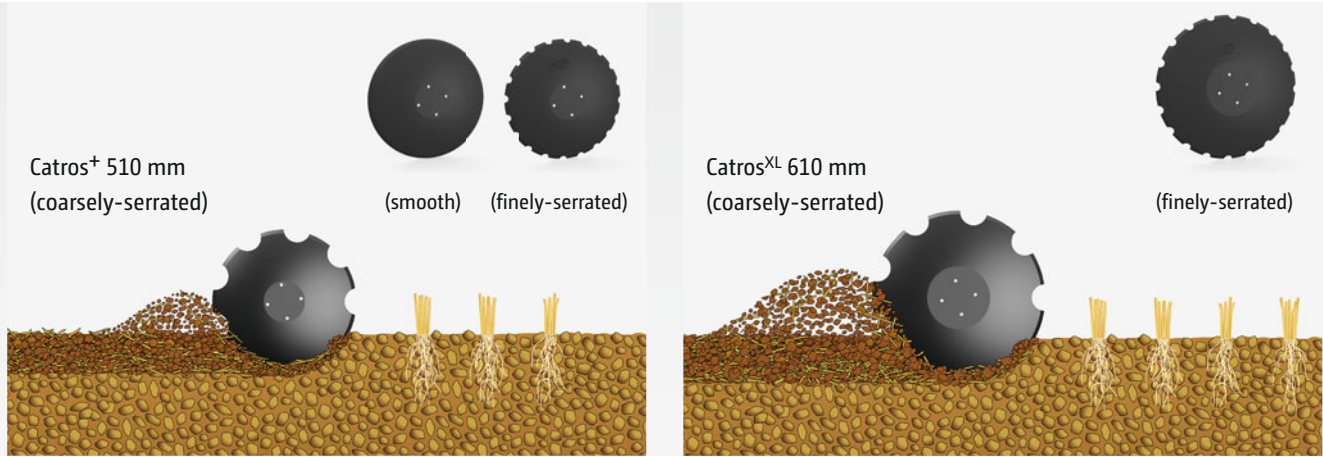 Catros+ 510 mm
(coarsely-serrated)
(smooth)
(finely-serrated)
CatrosXL 610 mm
(coarsely-serrated)
(finely-serrated)